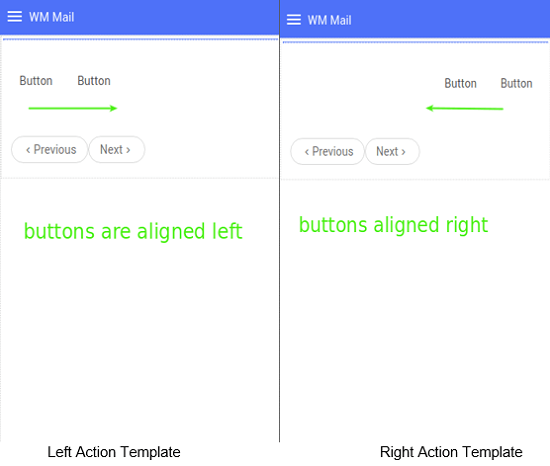 WM Mail
Button Button
‹ Previous Next ›
buttons are aligned left
Left Action Template
WM Mail
Button Button
‹ Previous Next ›
buttons aligned right
Right Action Template